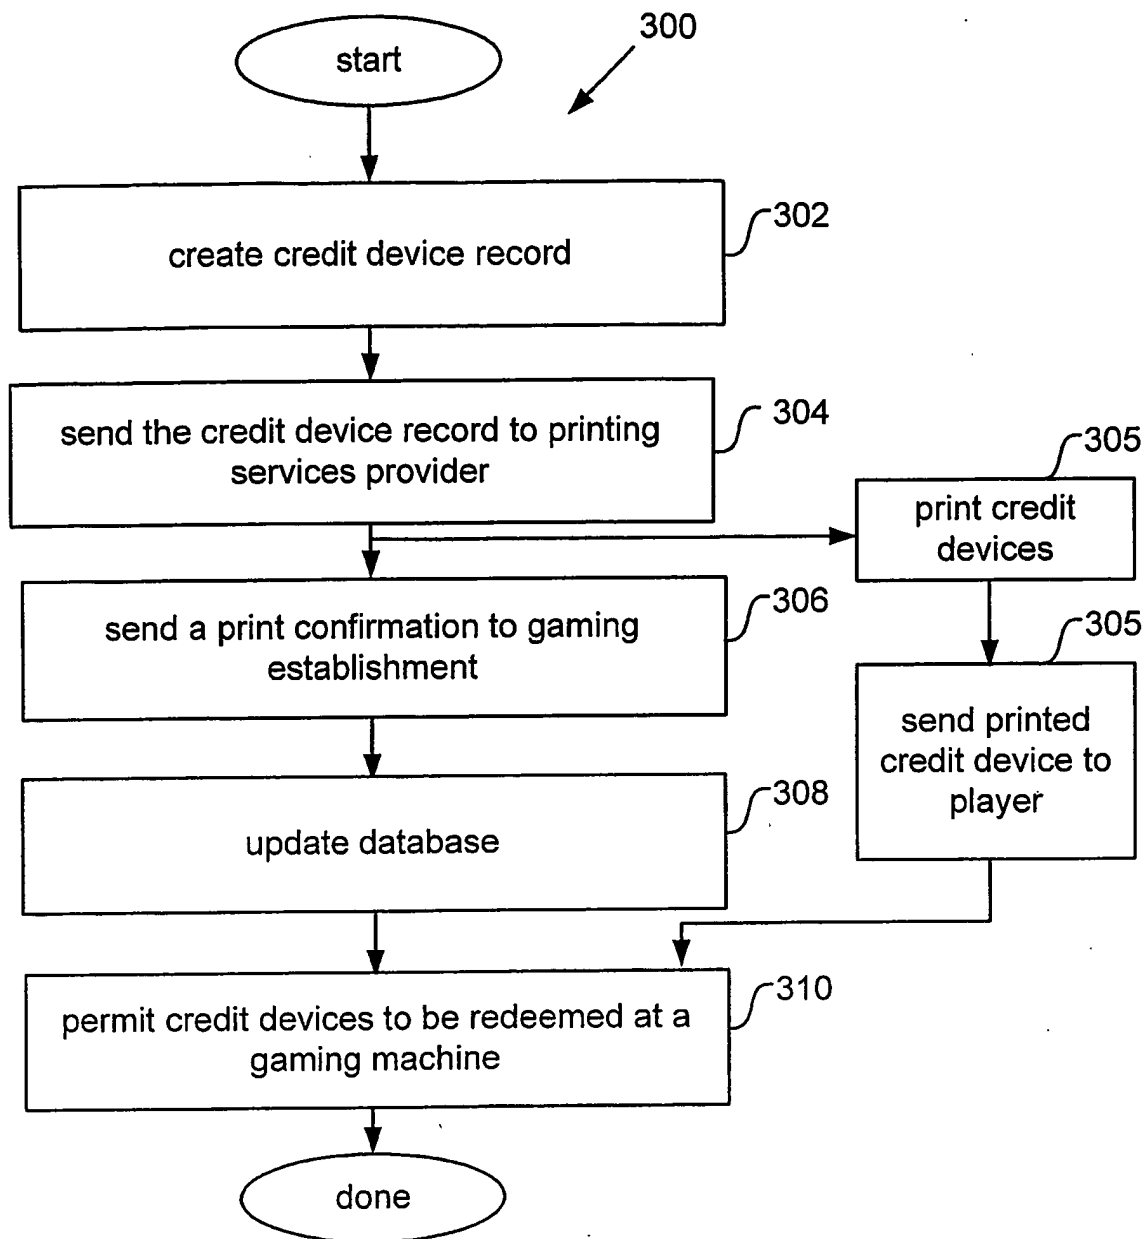 300
start
302
create credit device record
304
send the credit device record to printing
services provider
305
print credit
devices
306
send a print confirmation to gaming
establishment
305
send printed
credit device to
player
308
update database
310
permit credit devices to be redeemed at a
gaming machine
done